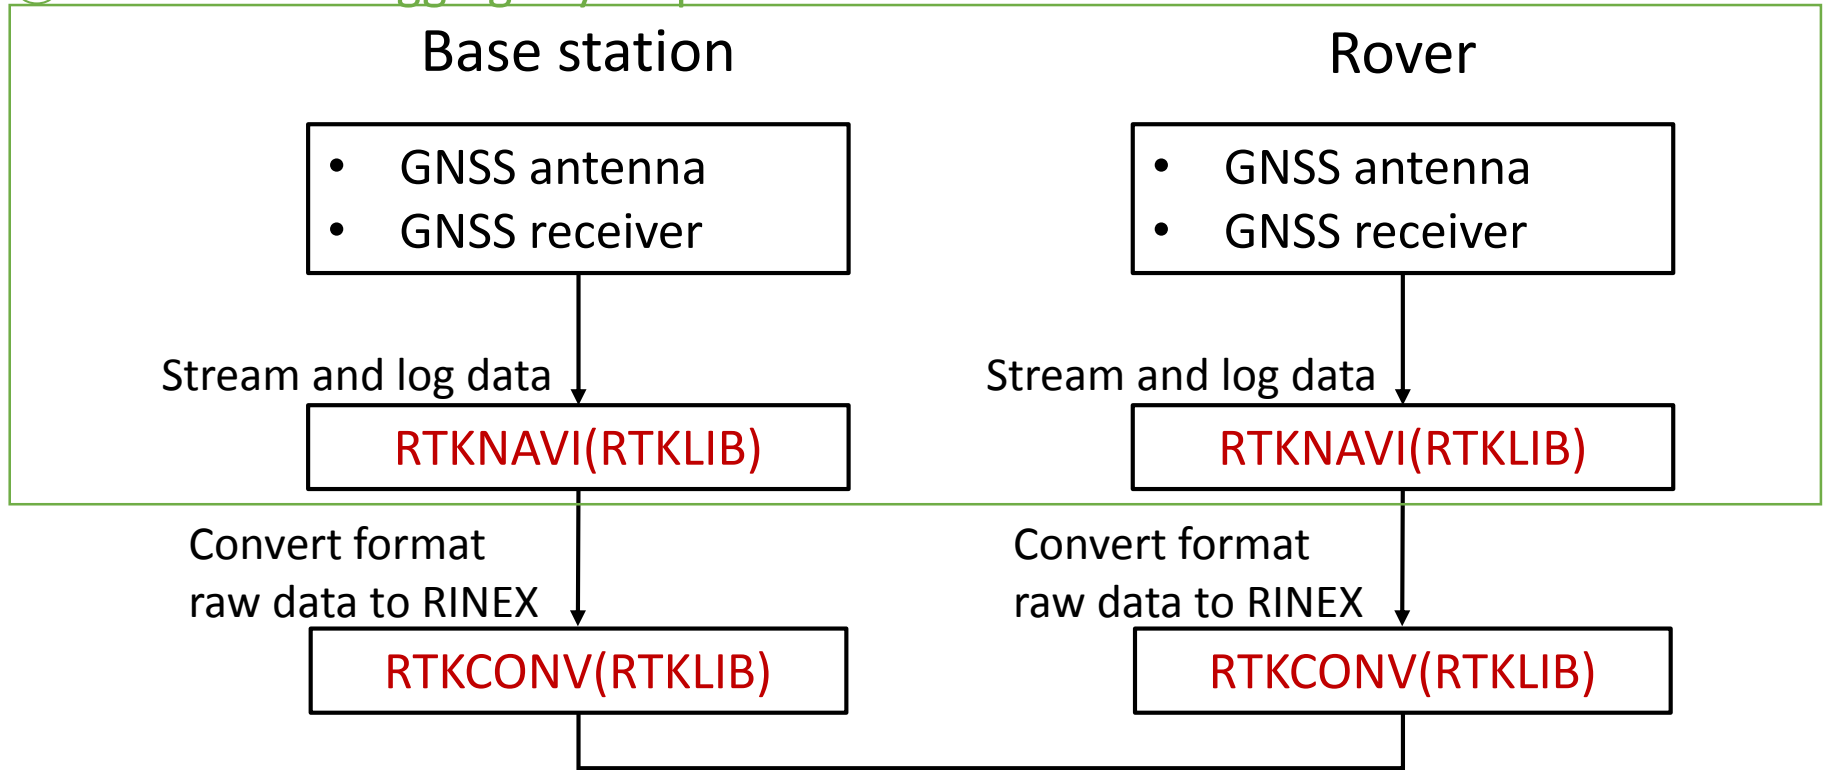 Base station
Rover
• GNSS antenna
• GNSS receiver
• GNSS antenna
• GNSS receiver
Stream and log data
Stream and log data
RTKNAVI(RTKLIB)
RTKNAVI(RTKLIB)
Convert format
raw data to RINEX
Convert format
raw data to RINEX
RTKCONV(RTKLIB)
RTKCONV(RTKLIB)